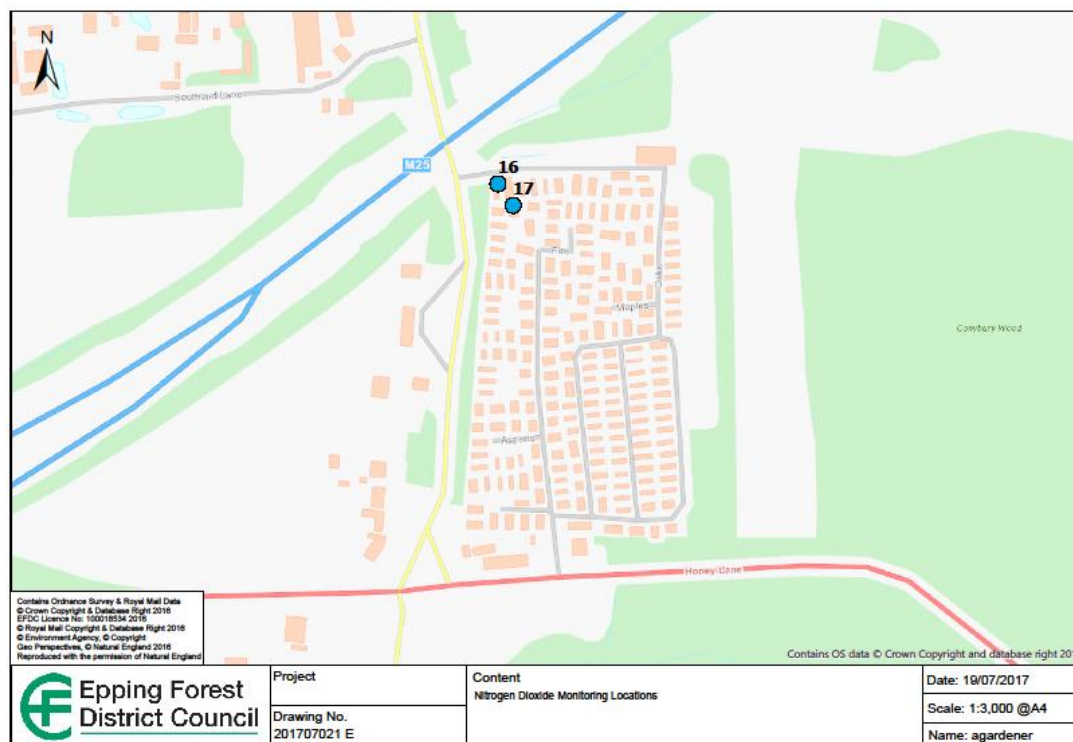 N
Southend Lane
M25
16
17
Firs
Oaks
Maples
Conybury Wood
Aspens
Honey Lane
Contains Ordnance Survey & Royal Mail Data
© Crown Copyright & Database Right 2016
EFDC Licence No: 100018534 2016
© Royal Mail Copyright & Database Right 2016
© Environment Agency, © Copyright
Geo Perspectives, © Natural England 2016
Reproduced with the permission of Natural England
Contains OS data © Crown Copyright and database right 201
Epping Forest
District Council
Project
Drawing No.
201707021 E
Content
Nitrogen Dioxide Monitoring Locations
Date: 19/07/2017
Scale: 1:3,000 @A4
Name: agardener